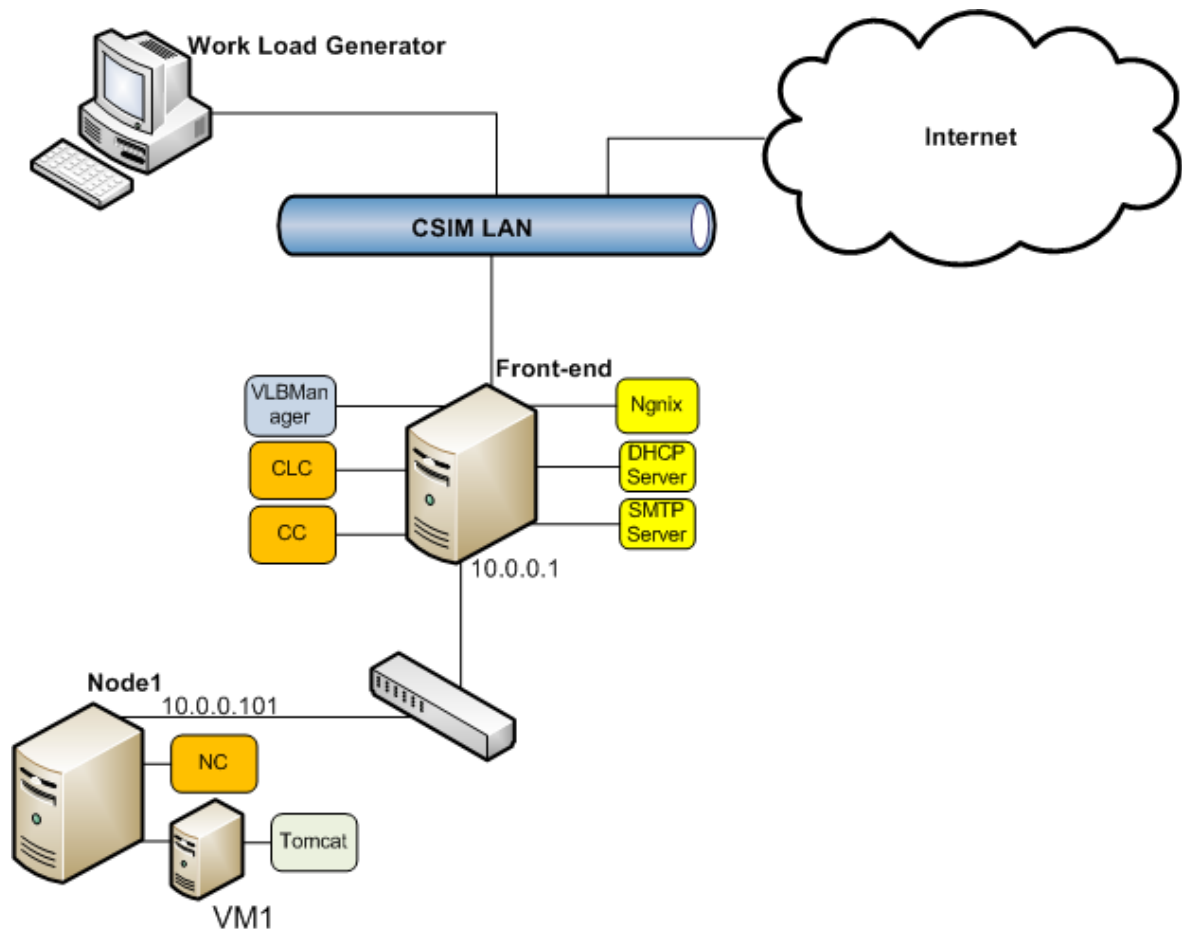 Work Load Generator
Internet
CSIM LAN
Front-end
VLBMan
ager
Ngnix
CLC
DHCP
Server
CC
SMTP
Server
10.0.0.1
Node1
10.0.0.101
NC
Tomcat
VM1